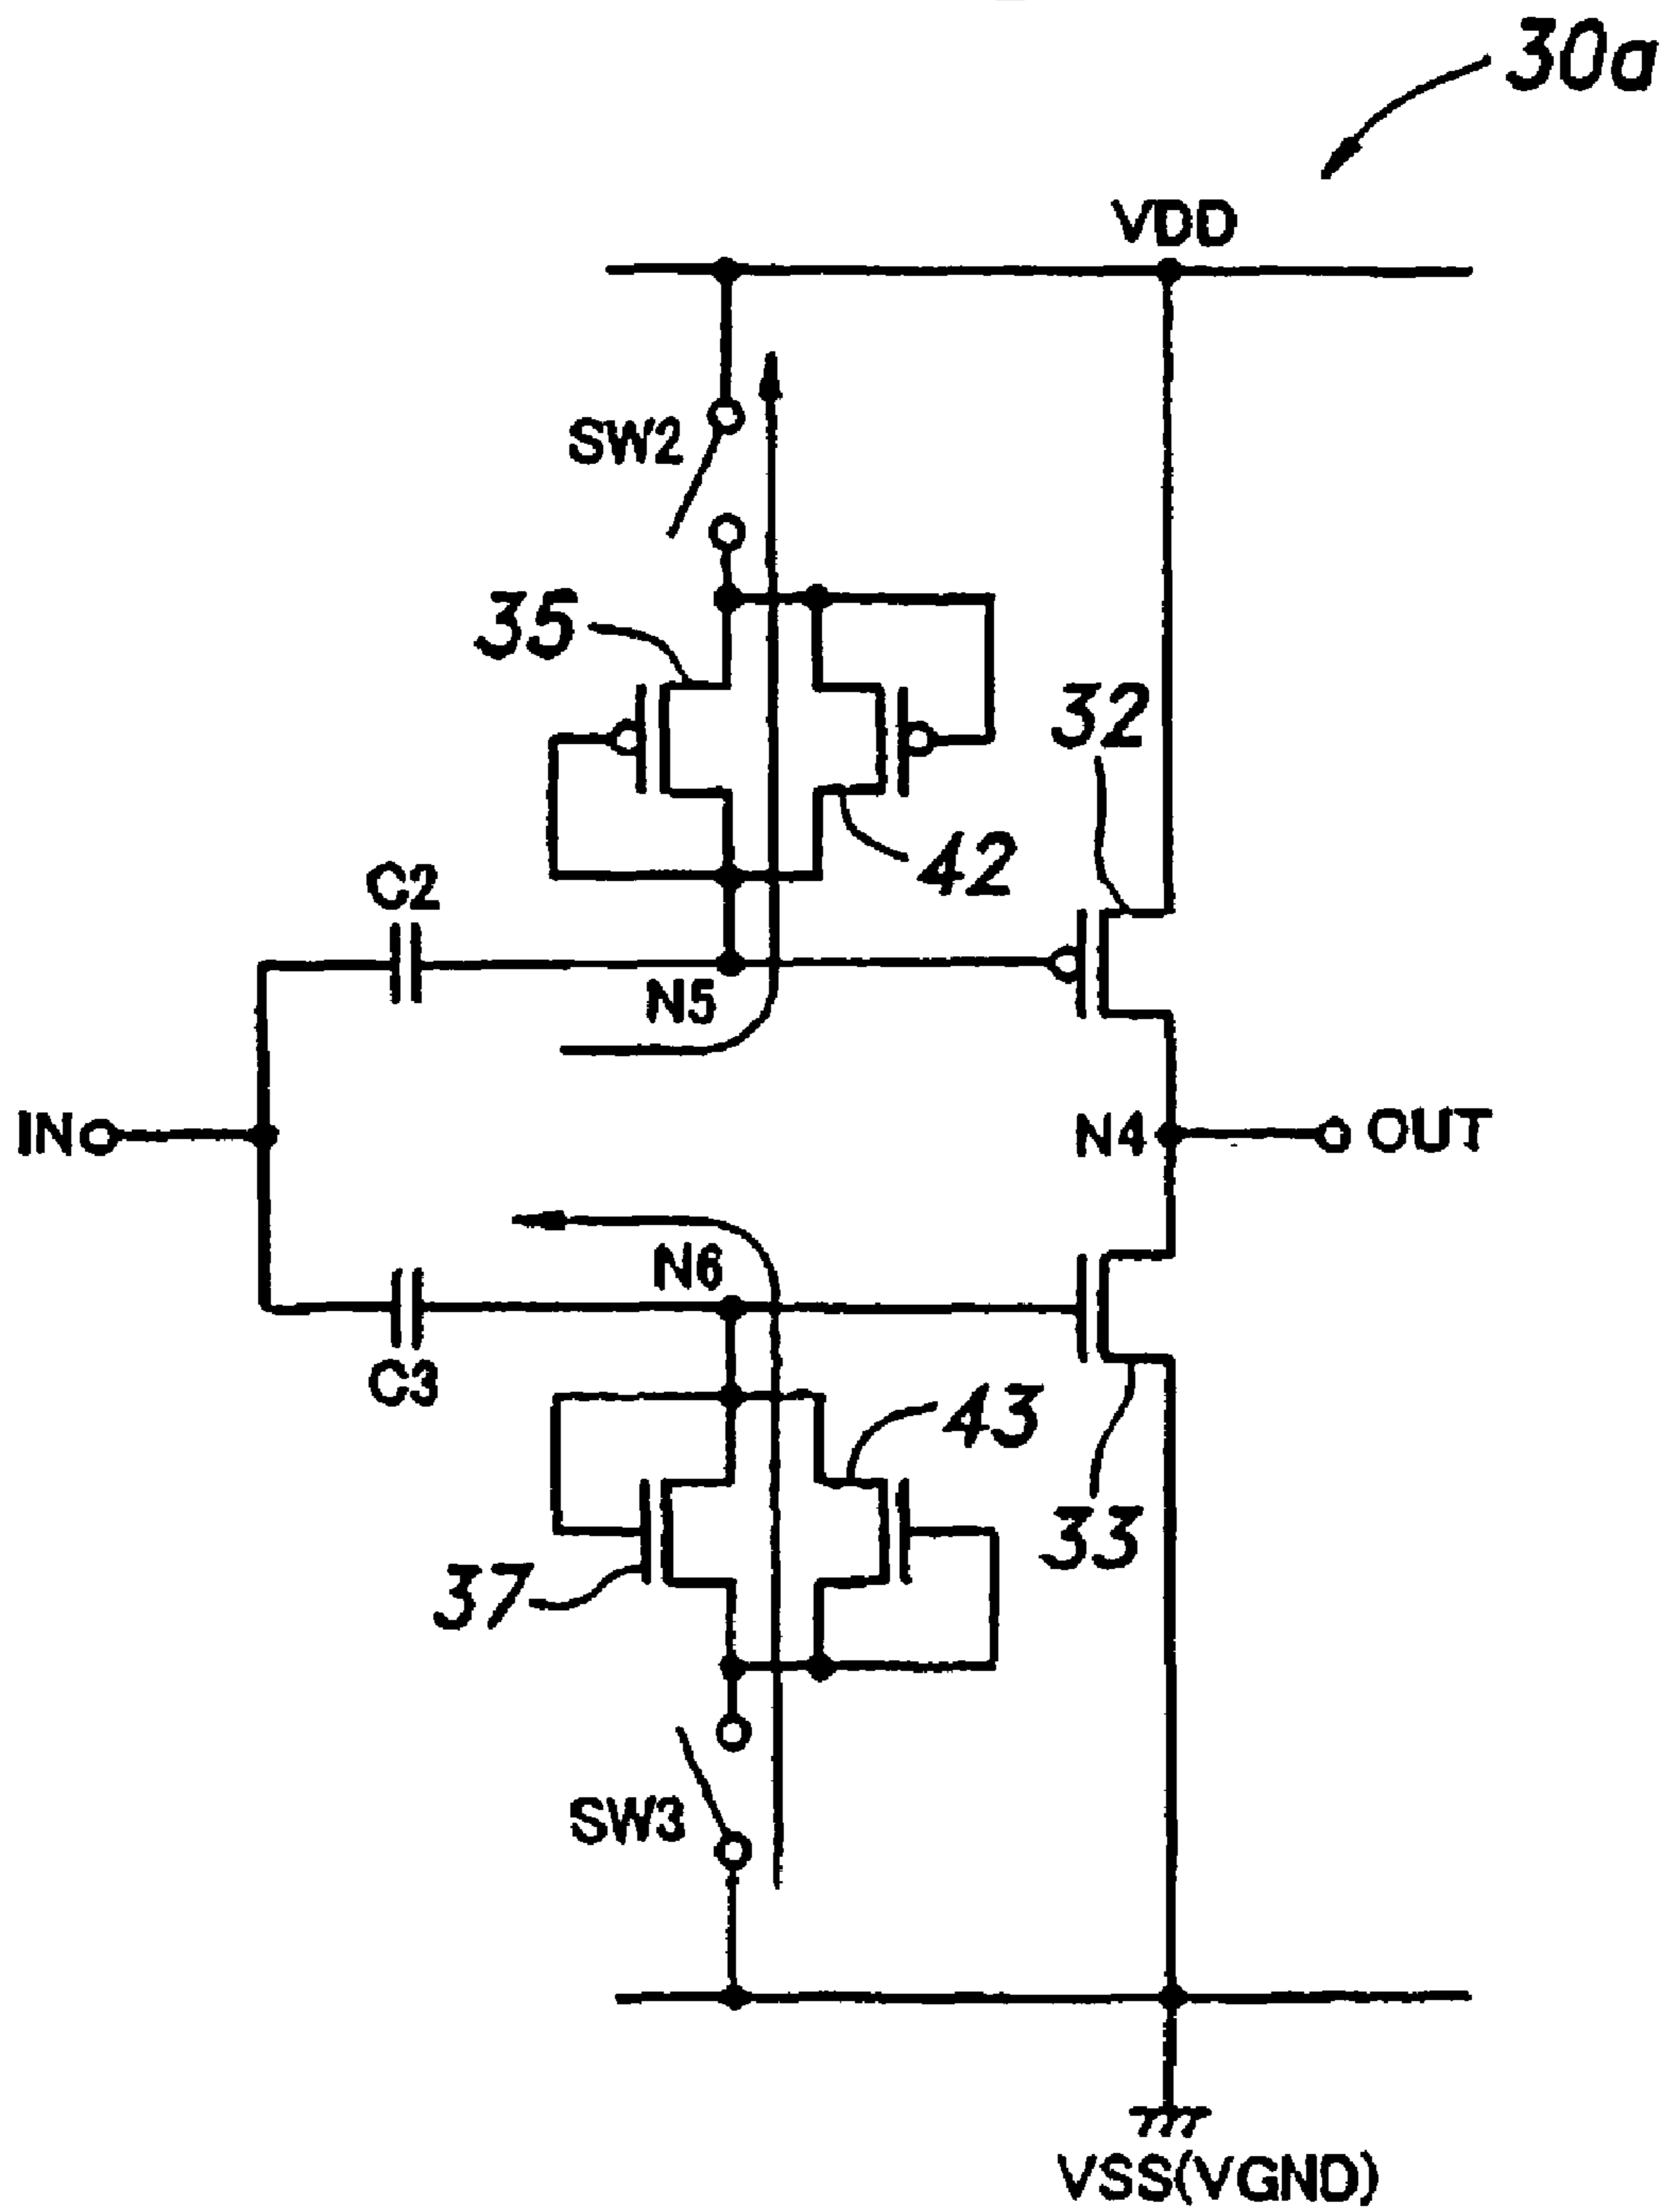 30a
VDD
SW2
35
32
42
C2
N5
IN
N4
OUT
N6
C3
43
33
37
SW3
VSS(VGND)